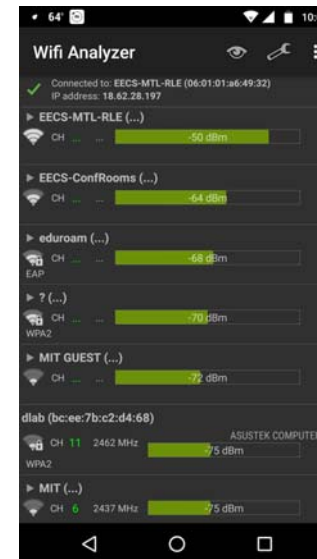 64° 10:
Wifi Analyzer
Connected to: EECS-MTL-RLE (06:01:01:a6:49:32)
IP address: 18.62.28.197
EECS-MTL-RLE (...)
CH ... ... -50 dBm
EECS-ConfRooms (...)
CH ... ... -64 dBm
eduroam (...)
CH ... ... -68 dBm
EAP
? (...)
CH ... ... -70 dBm
WPA2
MIT GUEST (...)
CH ... ... -72 dBm
dlab (bc:ee:7b:c2:d4:68)
ASUSTEK COMPUTE
CH 11 2462 MHz -75 dBm
WPA2
MIT (...)
CH 6 2437 MHz -75 dBm